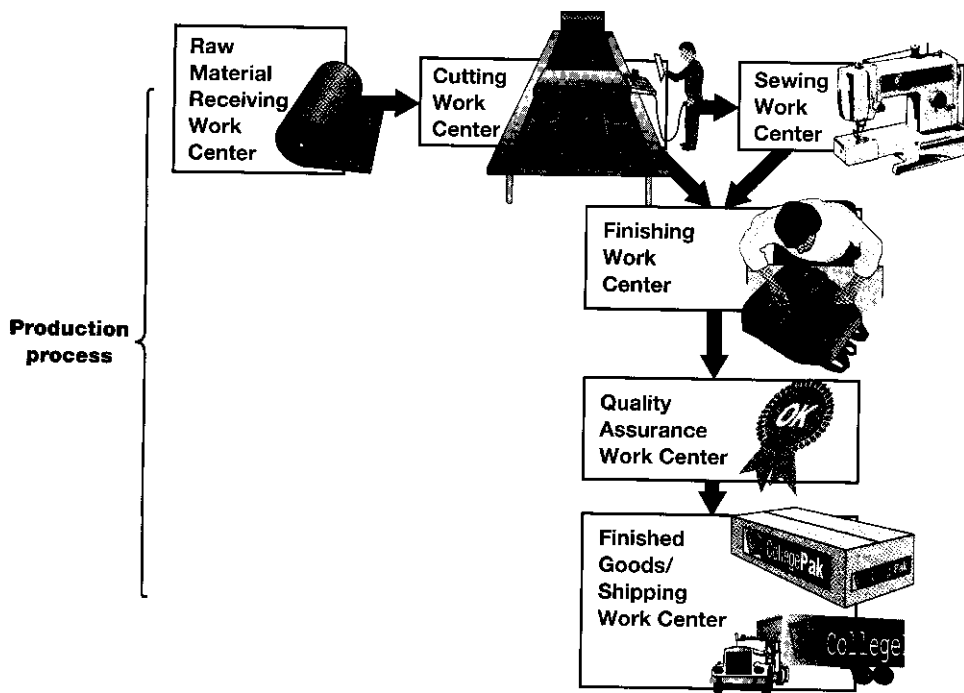 Raw
Material
Receiving
Work
Center
Cutting
Work
Center
Sewing
Work
Center
Finishing
Work
Center
Production
process
Quality
Assurance
Work Center
OK
Finished
Goods/
Shipping
Work Center
CollegePak
College